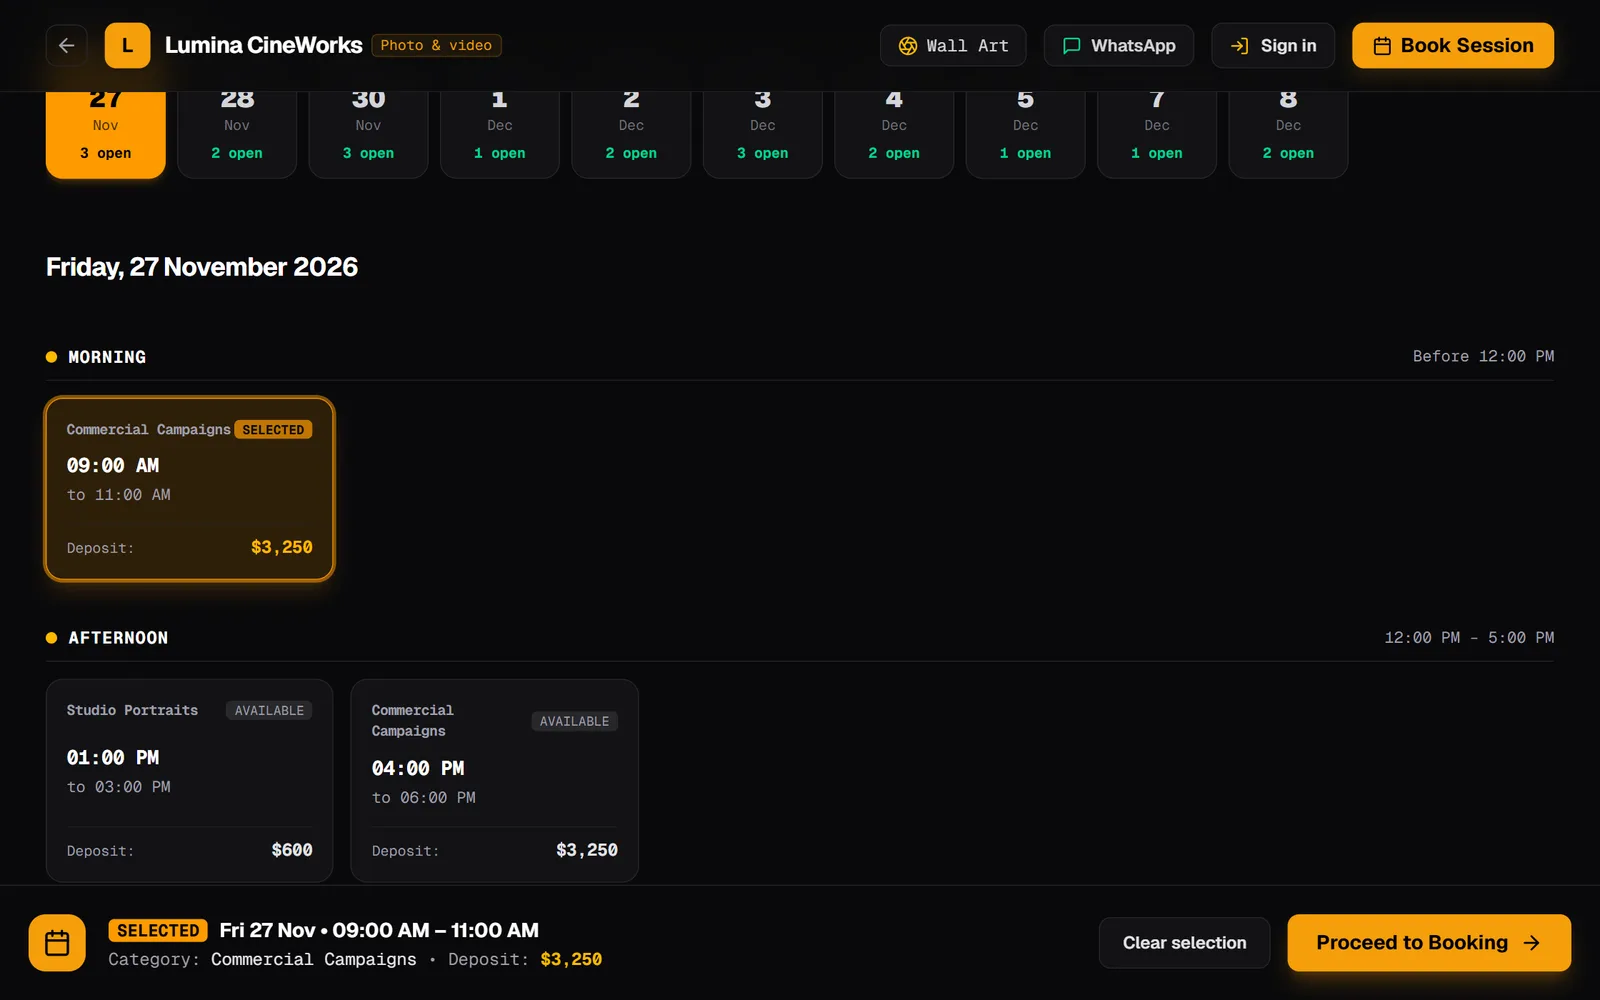 L
Lumina CineWorks
Photo & video
Wall Art
WhatsApp
Sign in
Book Session
27
Nov
3 open
28
Nov
2 open
30
Nov
3 open
1
Dec
1 open
2
Dec
2 open
3
Dec
3 open
4
Dec
2 open
5
Dec
1 open
7
Dec
1 open
8
Dec
2 open
Friday, 27 November 2026
MORNING
Before 12:00 PM
Commercial Campaigns
SELECTED
09:00 AM
to 11:00 AM
Deposit:
$3,250
AFTERNOON
12:00 PM – 5:00 PM
Studio Portraits
AVAILABLE
01:00 PM
to 03:00 PM
Deposit:
$600
Commercial
Campaigns
AVAILABLE
04:00 PM
to 06:00 PM
Deposit:
$3,250
SELECTED Fri 27 Nov • 09:00 AM – 11:00 AM
Category: Commercial Campaigns • Deposit: $3,250
Clear selection
Proceed to Booking